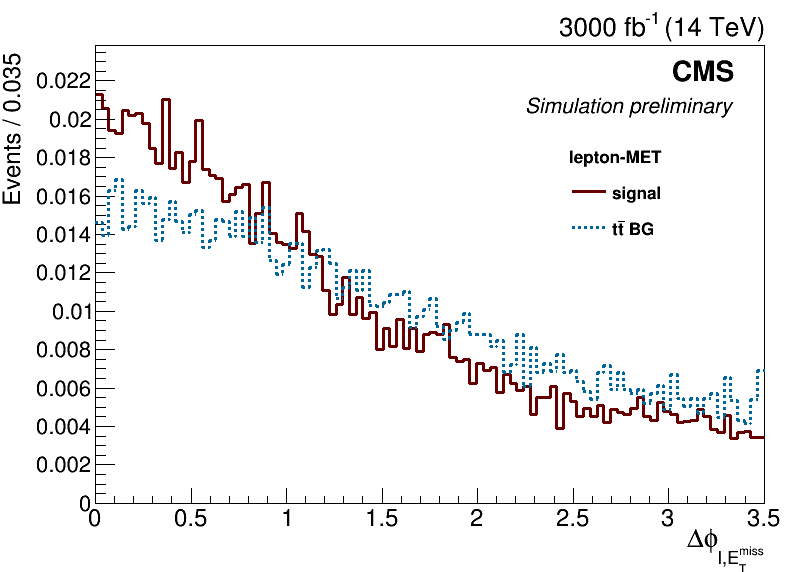 3000 fb⁻¹ (14 TeV)
CMS
Simulation preliminary
lepton-MET
signal
tt̄ BG
Events / 0.035
0.022
0.02
0.018
0.016
0.014
0.012
0.01
0.008
0.006
0.004
0.002
0
0 0.5 1 1.5 2 2.5 3 3.5
Δϕ l,E_T^miss